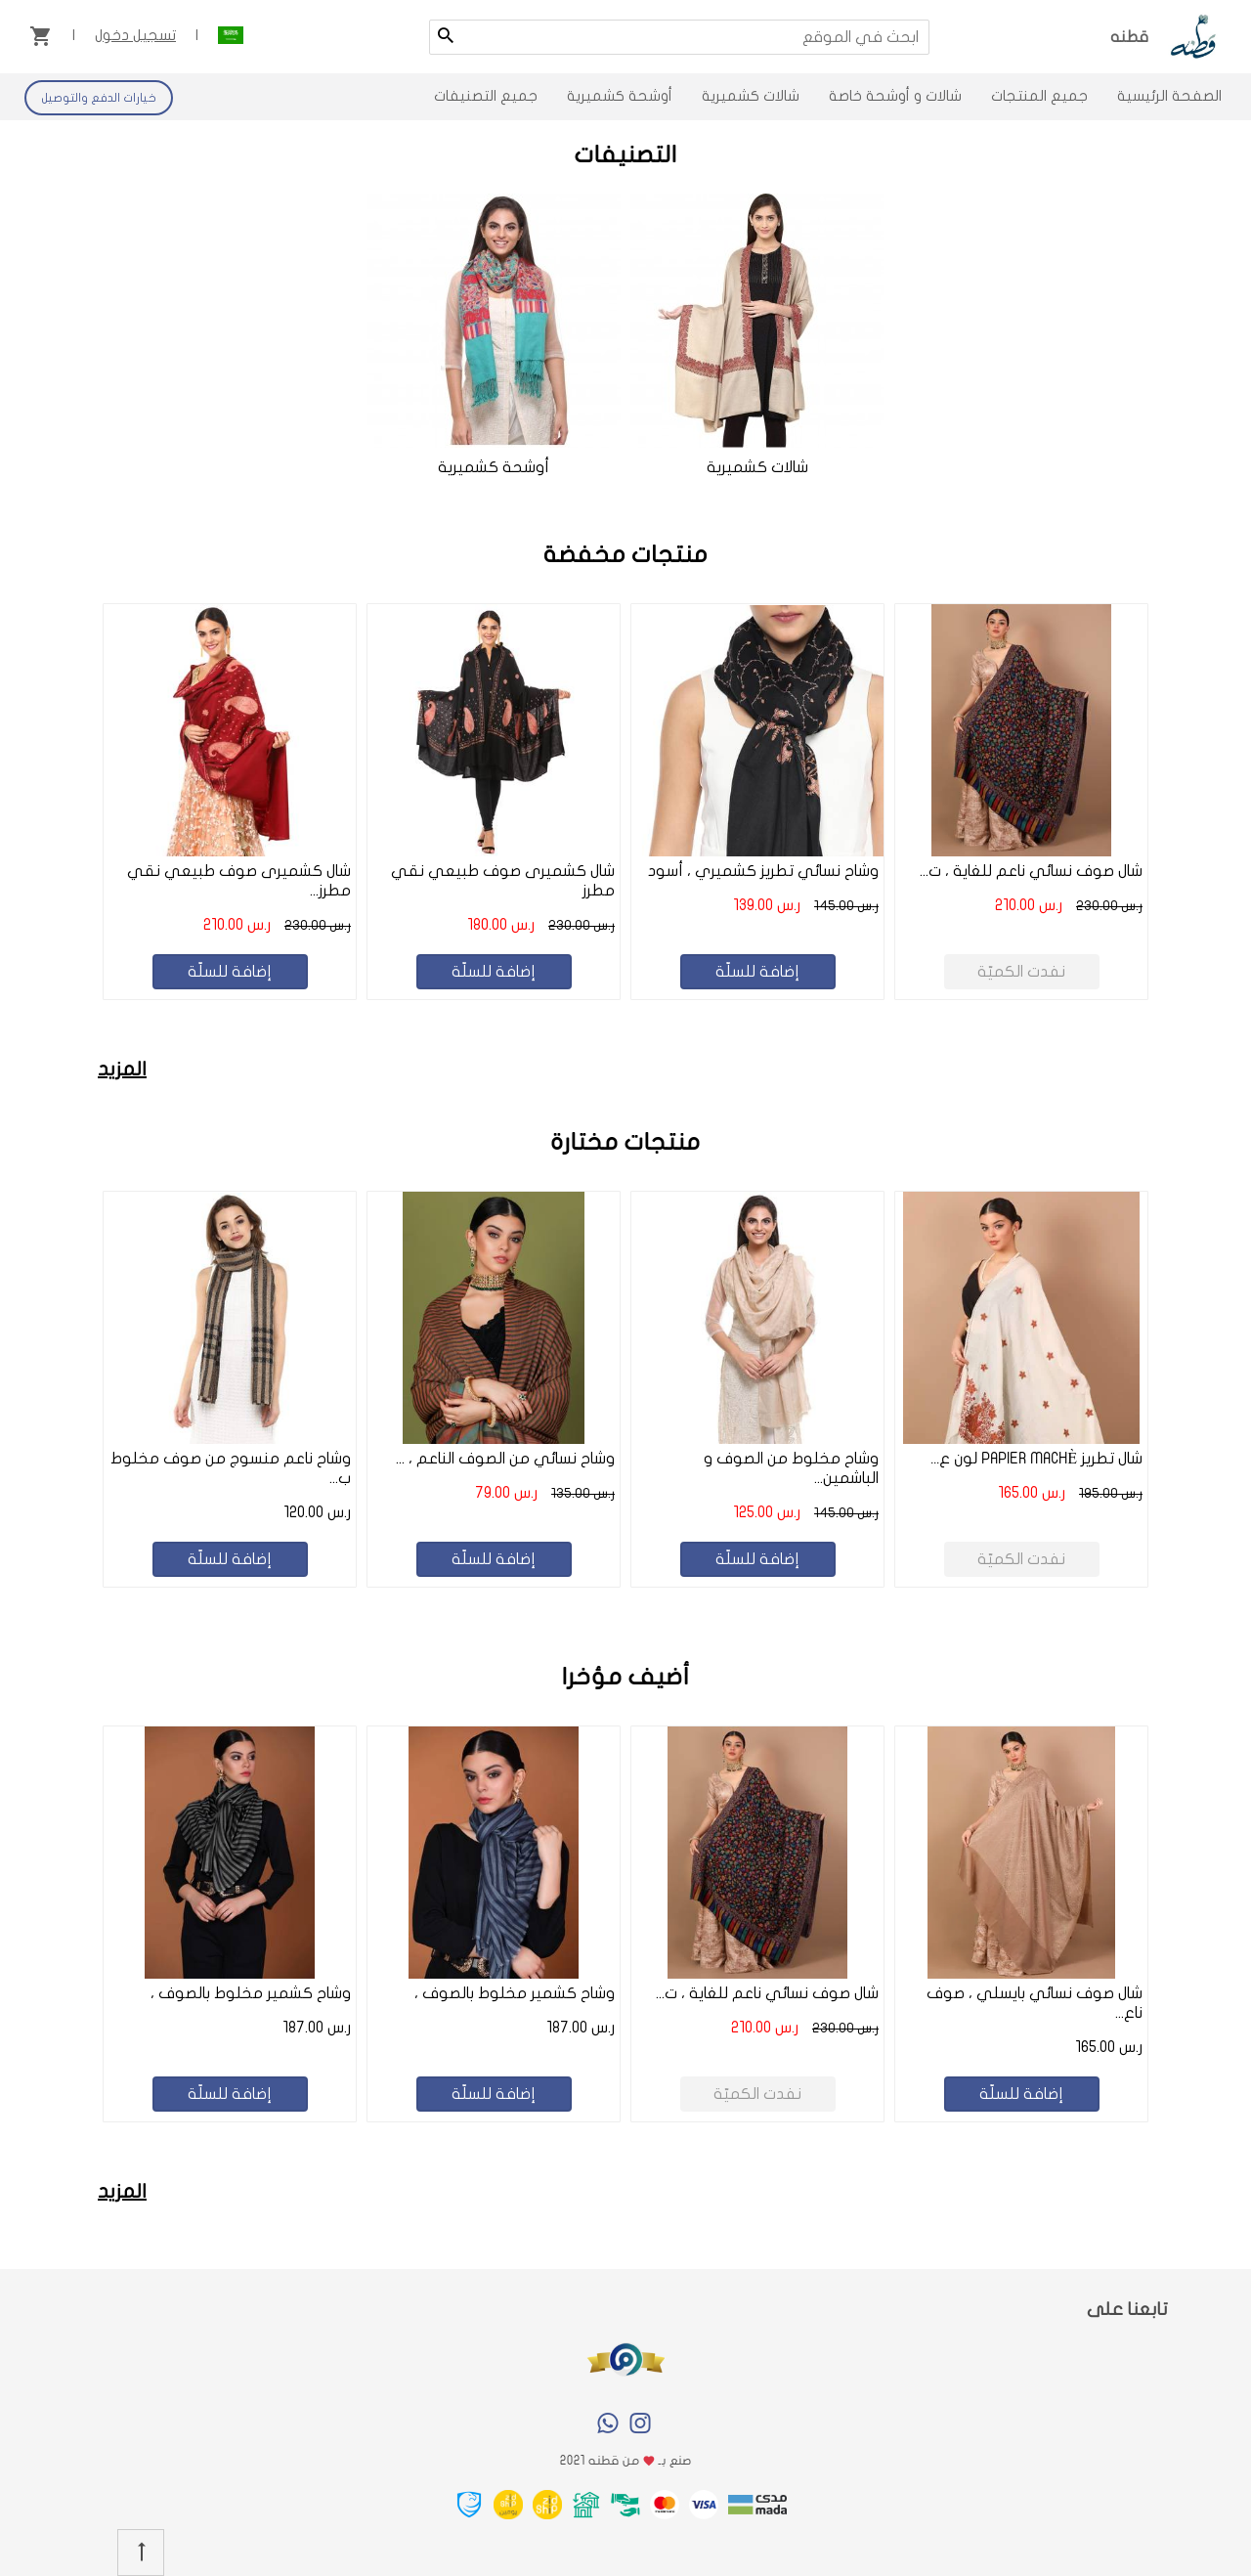 قطنه
ابحث في الموقع
| تسجيل دخول |
الصفحة الرئيسية جميع المنتجات شالات و أوشحة خاصة شالات كشميرية أوشحة كشميرية جميع التصنيفات خيارات الدفع والتوصيل
التصنيفات
شالات كشميرية
أوشحة كشميرية
منتجات مخفضة
شال صوف نسائي ناعم للغاية ، ت...
ر.س 230.00 ر.س 210.00
نفدت الكميّة
وشاح نسائي تطريز كشميري ، أسود
ر.س 145.00 ر.س 139.00
إضافة للسلّة
شال كشميرى صوف طبيعي نقي
مطرز
ر.س 230.00 ر.س 180.00
إضافة للسلّة
شال كشميرى صوف طبيعي نقي
مطرز...
ر.س 230.00 ر.س 210.00
إضافة للسلّة
المزيد
منتجات مختارة
شال تطريز PAPIER MACHÈ لون ع...
ر.س 195.00 ر.س 165.00
نفدت الكميّة
وشاح مخلوط من الصوف و
الباشمين...
ر.س 145.00 ر.س 125.00
إضافة للسلّة
وشاح نسائي من الصوف الناعم ، ...
ر.س 135.00 ر.س 79.00
إضافة للسلّة
وشاح ناعم منسوج من صوف مخلوط
ب...
ر.س 120.00
إضافة للسلّة
أضيف مؤخرا
شال صوف نسائي بايسلي ، صوف
ناع...
ر.س 165.00
إضافة للسلّة
شال صوف نسائي ناعم للغاية ، ت...
ر.س 230.00 ر.س 210.00
نفدت الكميّة
وشاح كشمير مخلوط بالصوف ،
ر.س 187.00
إضافة للسلّة
وشاح كشمير مخلوط بالصوف ،
ر.س 187.00
إضافة للسلّة
المزيد
تابعنا على
صنع بـ من قطنه 2021
مدى
mada
VISA